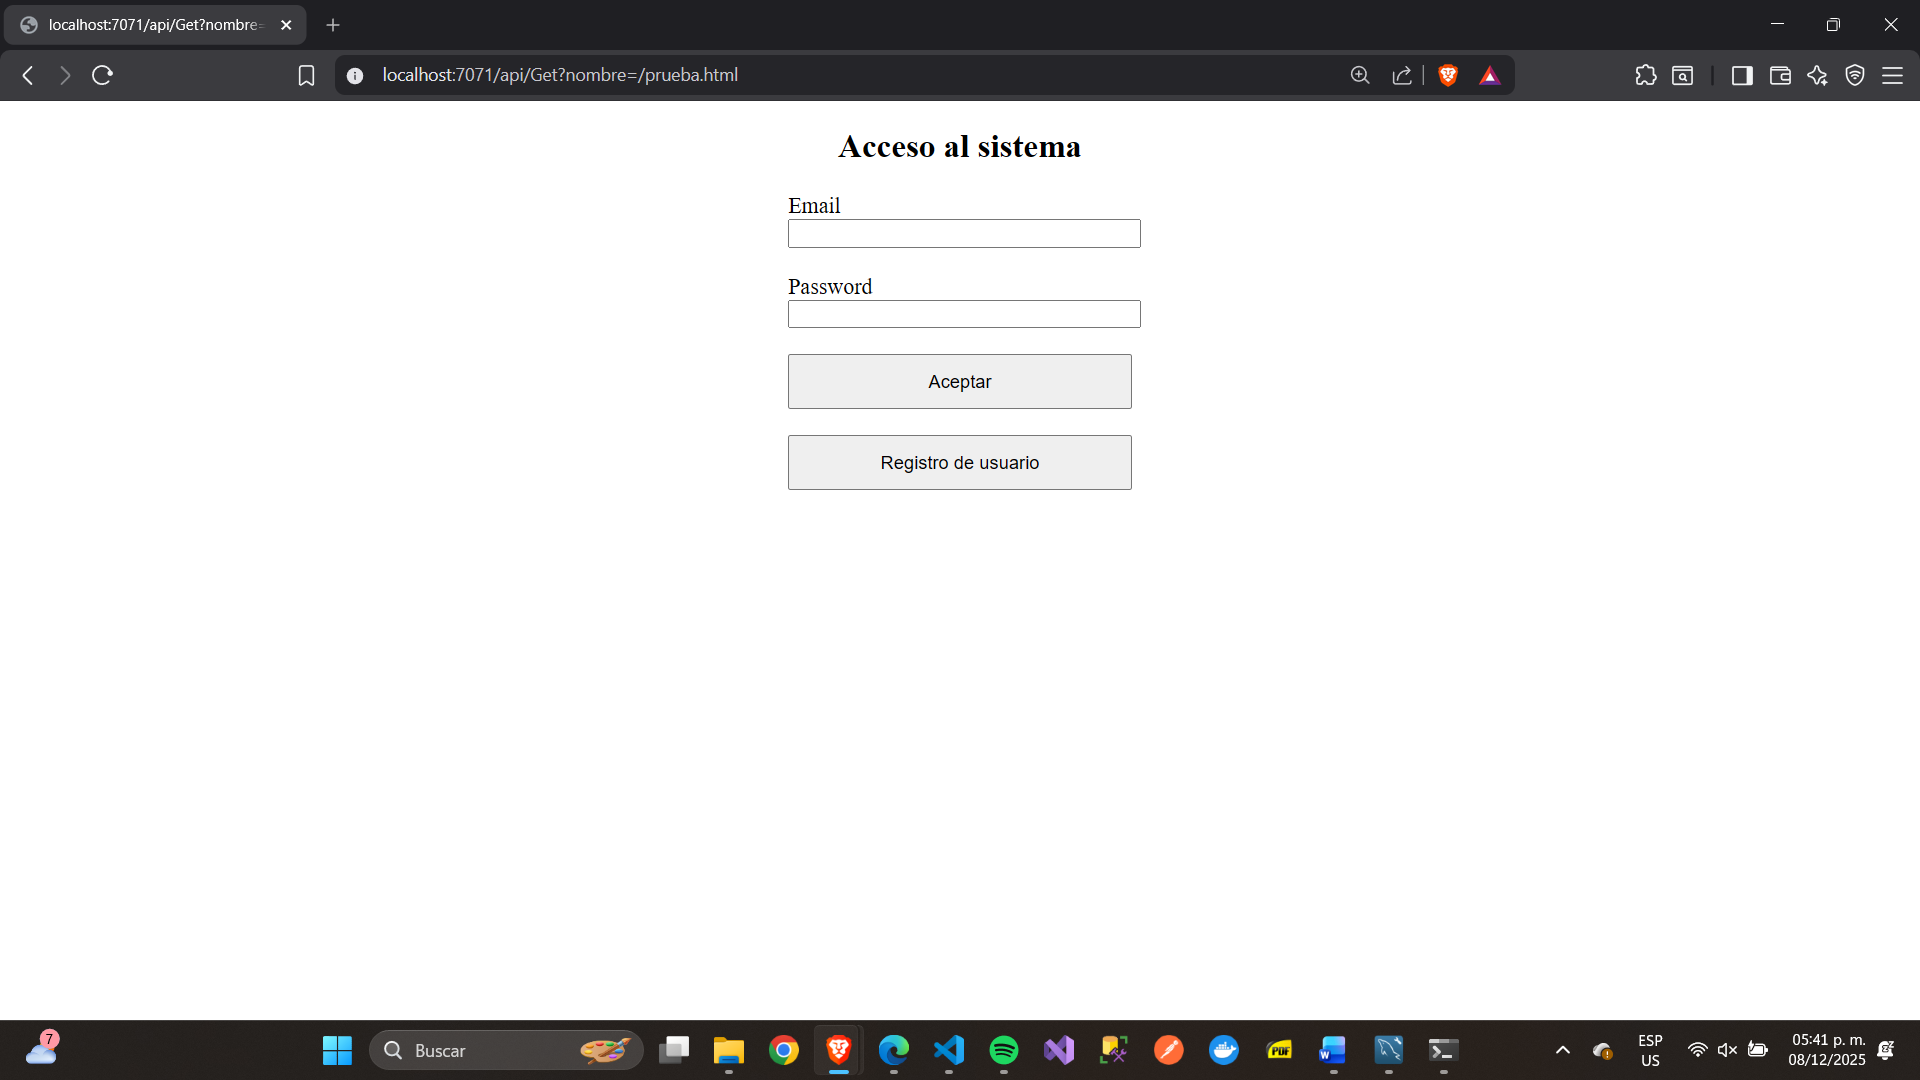 localhost:7071/api/Get?nombre=
localhost:7071/api/Get?nombre=/prueba.html
Acceso al sistema
Email
Password
Aceptar
Registro de usuario
7
Buscar
PDF
W
ESP
US
05:41 p. m.
08/12/2025